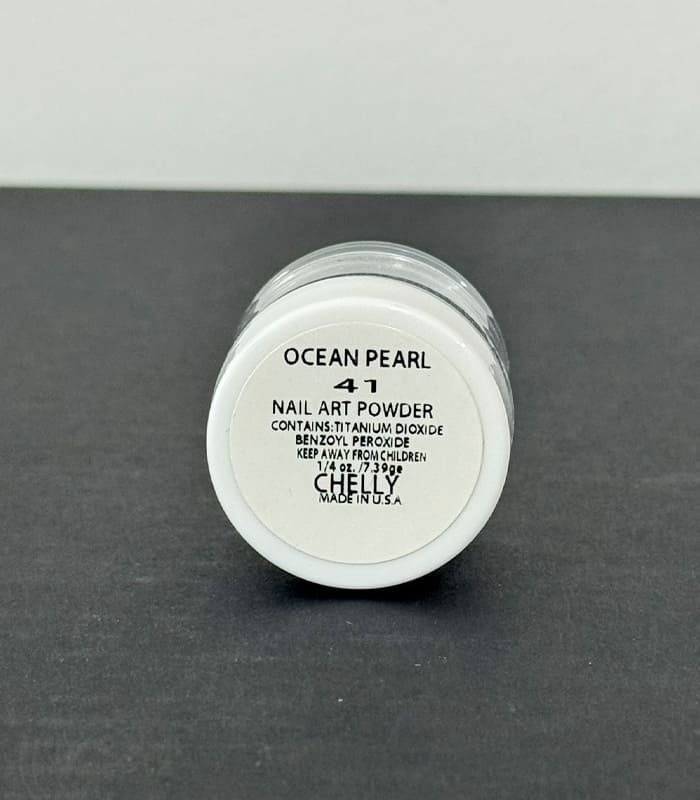 OCEAN PEARL
41
NAIL ART POWDER
CONTAINS:TITANIUM DIOXIDE
BENZOYL PEROXIDE
KEEP AWAY FROM CHILDREN
1/4 oz. /7.39ge
CHELLY
MADE IN U.S.A